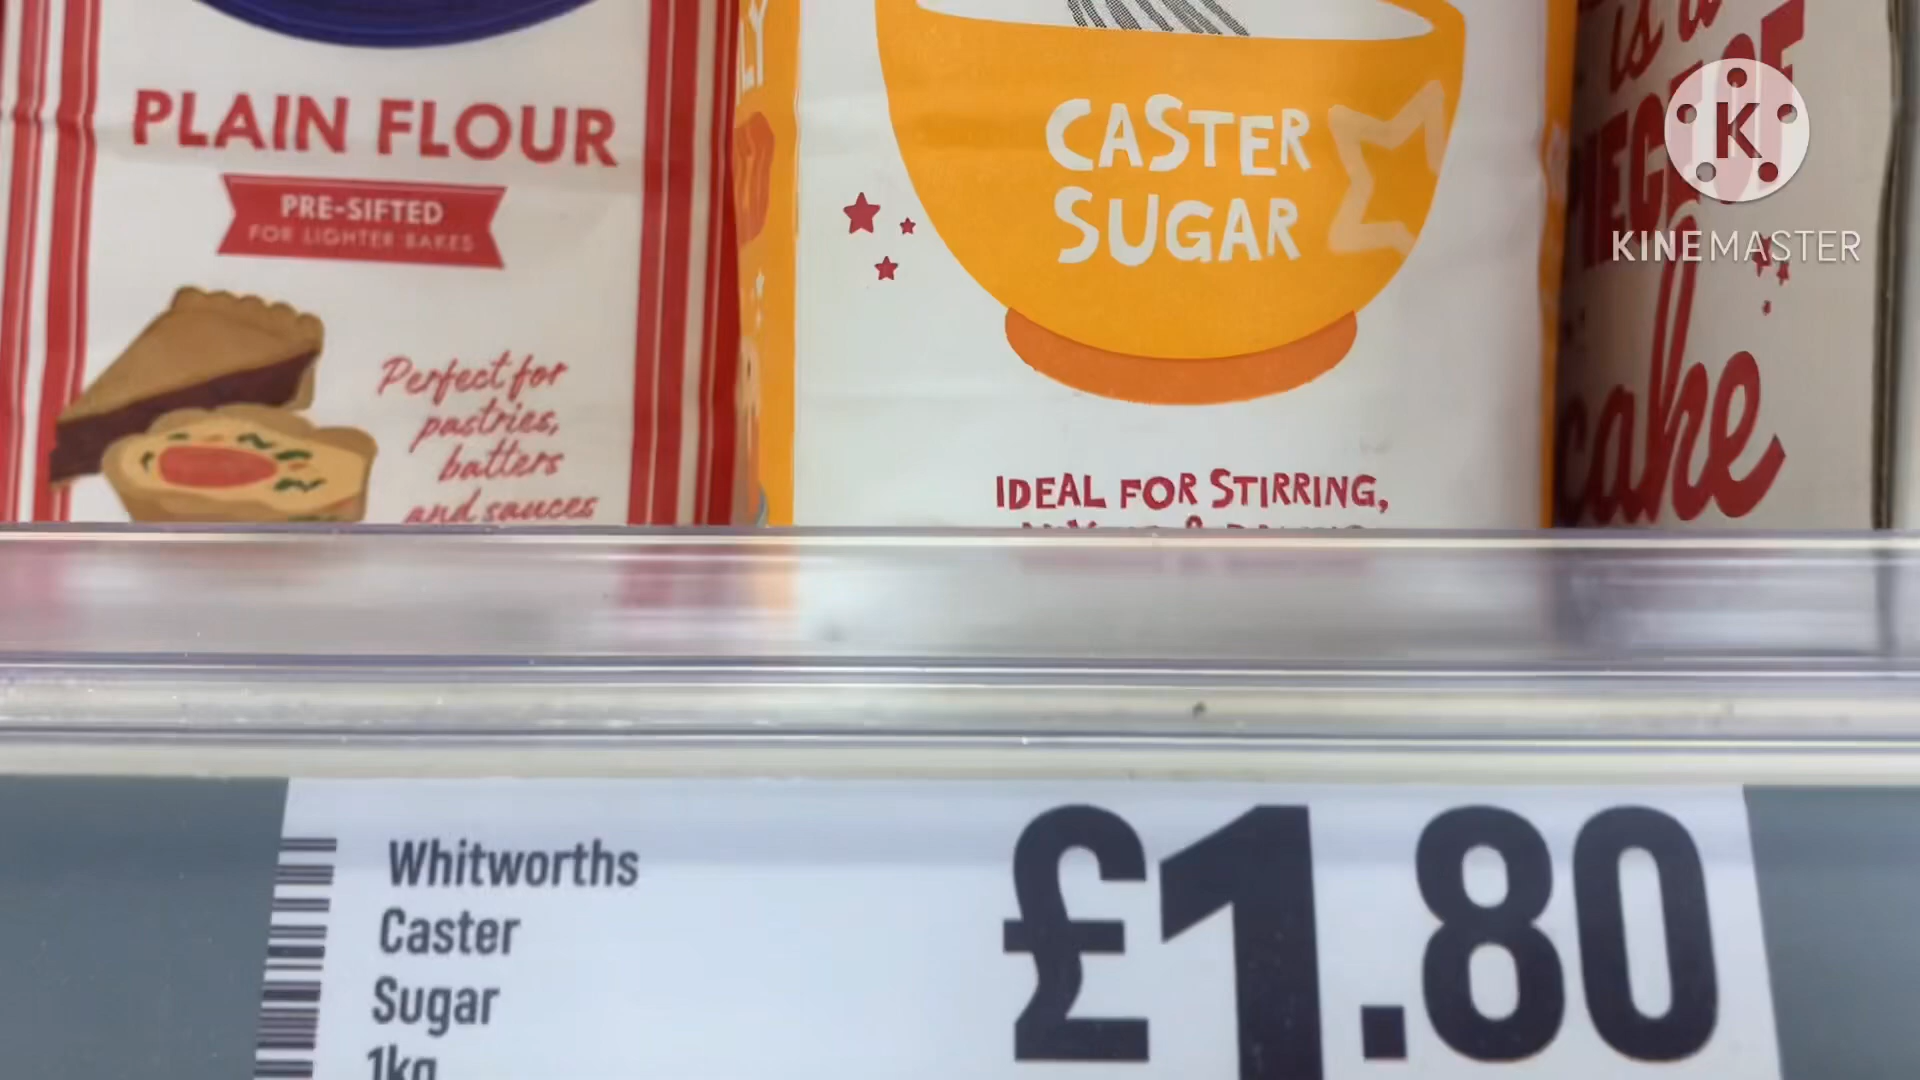 PLAIN FLOUR
PRE-SIFTED
FOR LIGHTER BAKES
Perfect for
pastries,
batters
and sauces
CASTER
SUGAR
IDEAL FOR STIRRING,
is a
cake
K
KINEMASTER
Whitworths
Caster
Sugar
1kg
£1.80